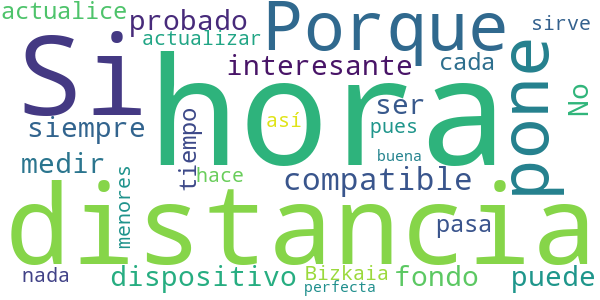 actualice
probado
Porque
sirve
actualizar
Si
hora
interesante
cada
pone
No
siempre
tiempo
así
ser
pues
medir
menores
hace
buena
compatible
distancia
pasa
nada
dispositivo
Bizkaia
fondo
puede
perfecta